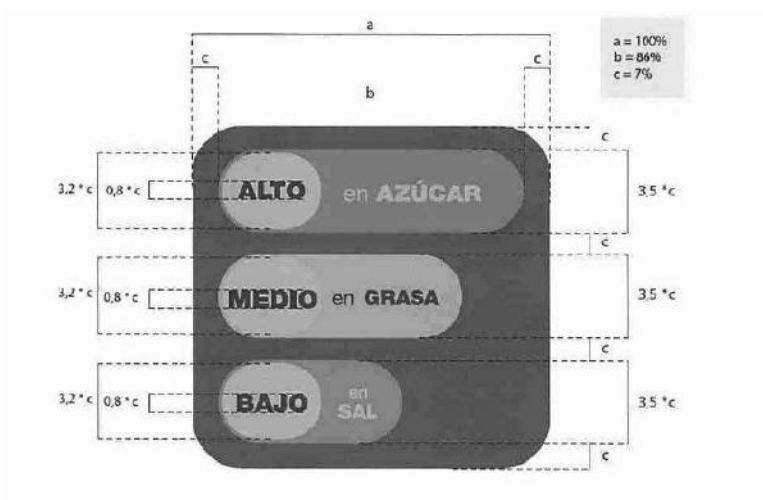 a
a = 100%
b = 86%
c = 7%
c
c
b
c
3,2 * c
0,8 * c
ALTO
en AZÚCAR
3,5 *c
c
3,2 * c
0,8 * c
MEDIO
en GRASA
3,5 *c
c
3,2 * c
0,8 * c
BAJO
en
SAL
3,5 *c
c